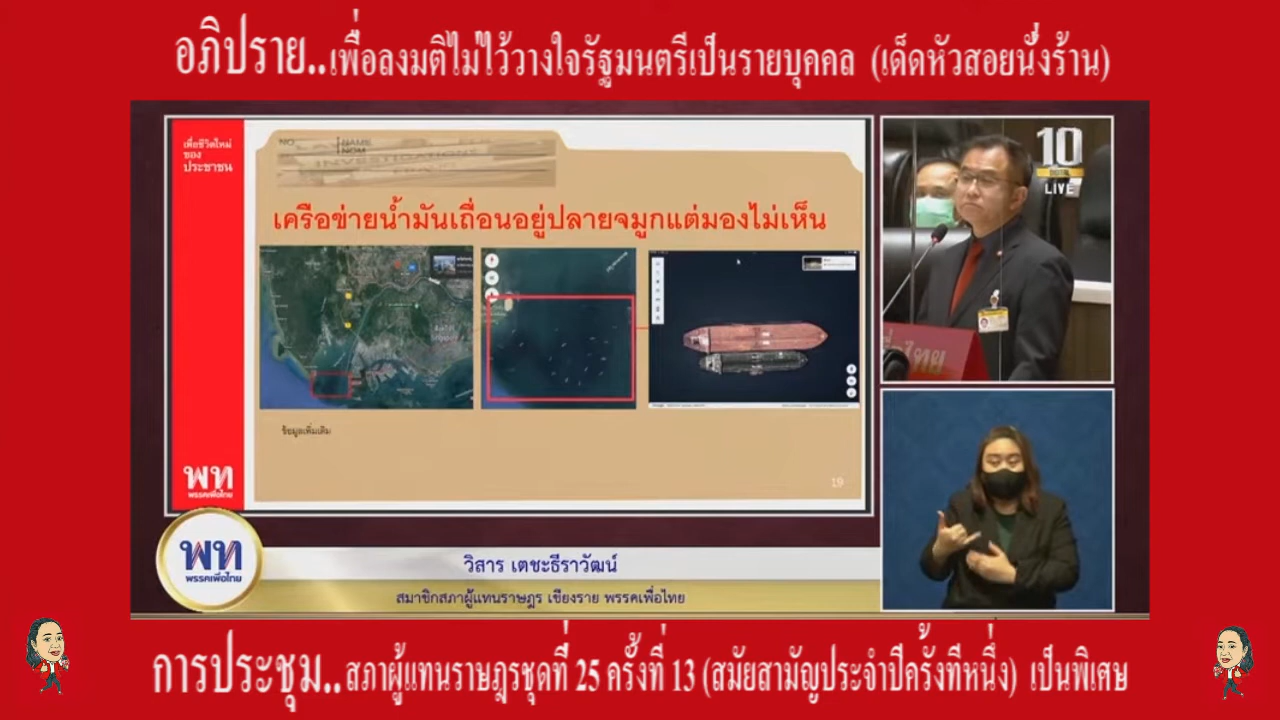 อภิปราย..เพื่อลงมติไม่ไว้วางใจรัฐมนตรีเป็นรายบุคคล (เด็ดหัวสอยนั่งร้าน)
เพื่อชีวิตใหม่
ของ
ประชาชน
NO
NAME
NOM
เครือข่ายน้ำมันเถื่อนอยู่ปลายจมูกแต่มองไม่เห็น
ข้อมูลเพิ่มเติม
19
พท
พรรคเพื่อไทย
10
DIGITAL
LIVE
พท
พรรคเพื่อไทย
วิสาร เตชะธีราวัฒน์
สมาชิกสภาผู้แทนราษฎร เชียงราย พรรคเพื่อไทย
การประชุม.. สภาผู้แทนราษฎรชุดที่ 25 ครั้งที่ 13 (สมัยสามัญประจำปีครั้งที่หนึ่ง) เป็นพิเศษ